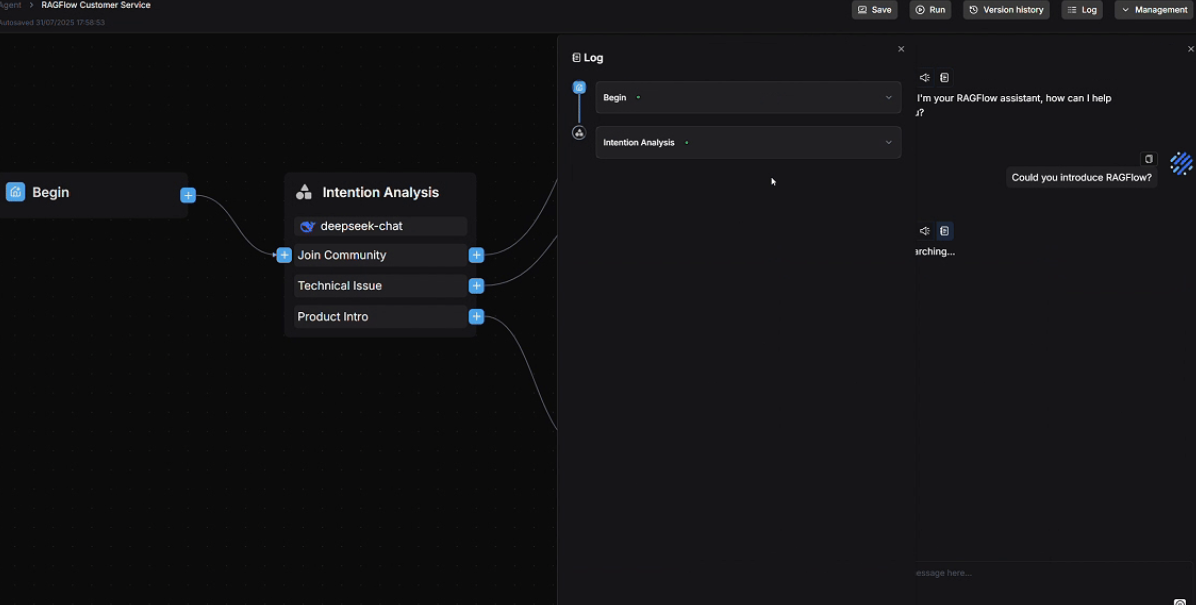 Agent > RAGFlow Customer Service
Autosaved 31/07/2025 17:58:53
Save
Run
Version history
Log
Management
Begin
Intention Analysis
deepseek-chat
Join Community
Technical Issue
Product Intro
Log
Begin
Intention Analysis
I'm your RAGFlow assistant, how can I help
u?
Could you introduce RAGFlow?
arching...
essage here...